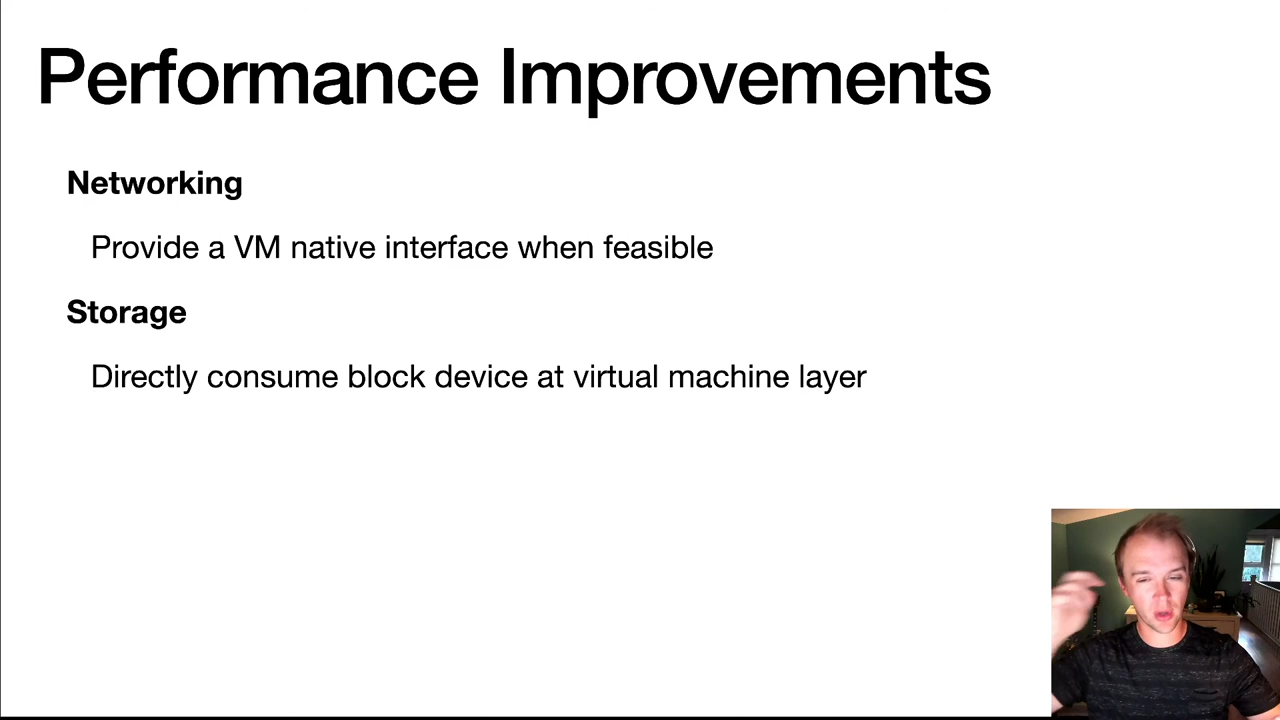 Performance Improvements
Networking
Provide a VM native interface when feasible
Storage
Directly consume block device at virtual machine layer